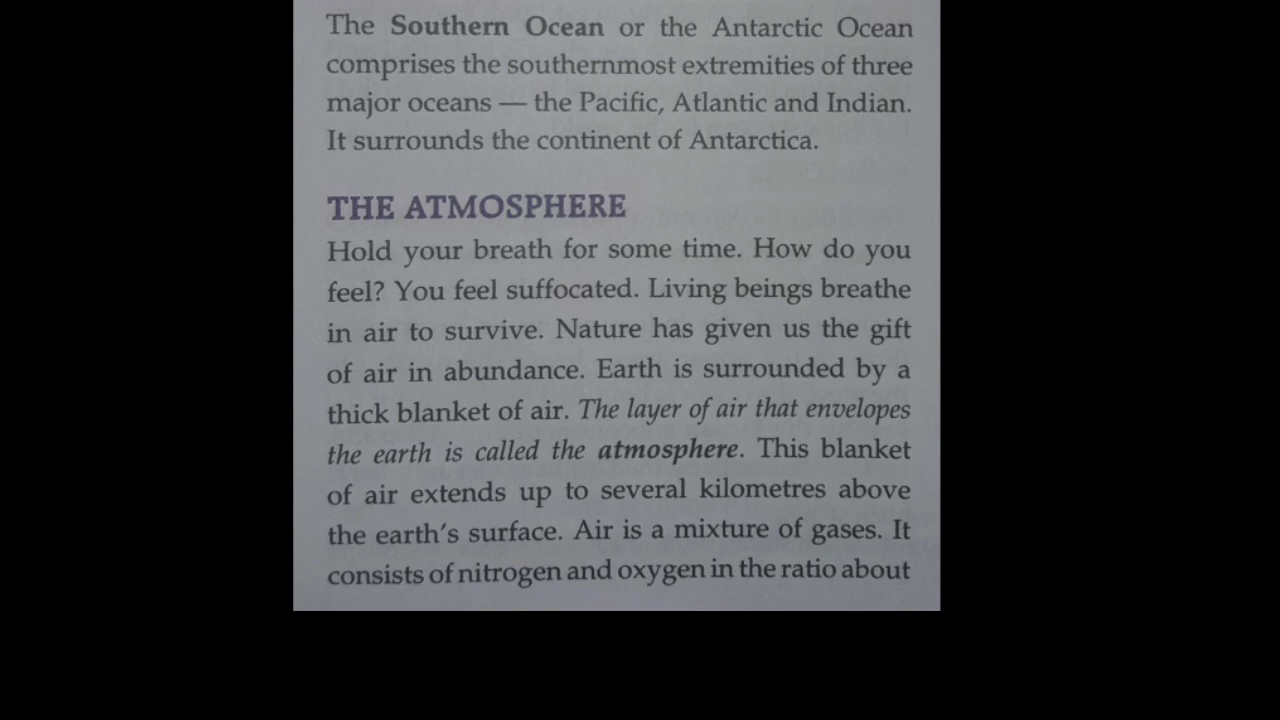 The Southern Ocean or the Antarctic Ocean
comprises the southernmost extremities of three
major oceans — the Pacific, Atlantic and Indian.
It surrounds the continent of Antarctica.
THE ATMOSPHERE
Hold your breath for some time. How do you
feel? You feel suffocated. Living beings breathe
in air to survive. Nature has given us the gift
of air in abundance. Earth is surrounded by a
thick blanket of air. The layer of air that envelopes
the earth is called the atmosphere. This blanket
of air extends up to several kilometres above
the earth's surface. Air is a mixture of gases. It
consists of nitrogen and oxygen in the ratio about